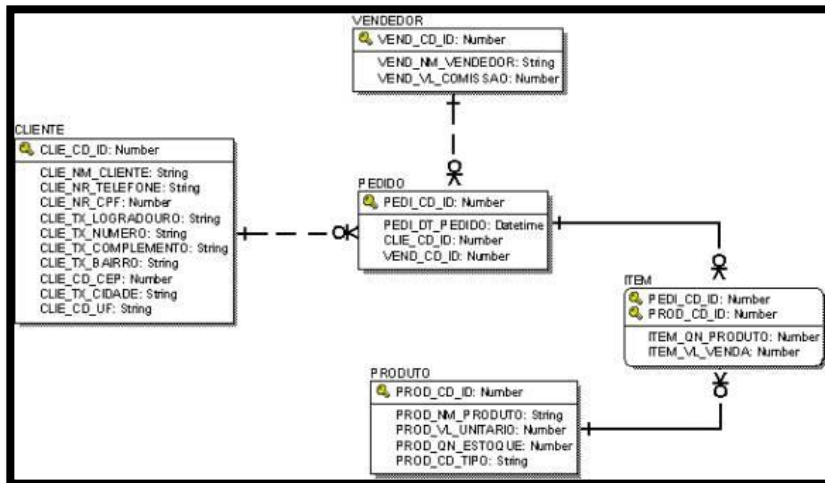 VENDEDOR
VEND_CD_ID: Number
VEND_NM_VENDEDOR: String
VEND_VL_COMISSAO: Number
CLIENTE
CLIE_CD_ID: Number
CLIE_NM_CLIENTE: String
CLIE_NR_TELEFONE: String
CLIE_NR_CPF: Number
CLIE_TX_LOGRADOURO: String
CLIE_TX_NUMERO: String
CLIE_TX_COMPLEMENTO: String
CLIE_TX_BAIRRO: String
CLIE_CD_CEP: Number
CLIE_TX_CIDADE: String
CLIE_CD_UF: String
PEDIDO
PEDI_CD_ID: Number
PEDI_DT_PEDIDO: Datetime
CLIE_CD_ID: Number
VEND_CD_ID: Number
ITEM
PEDI_CD_ID: Number
PROD_CD_ID: Number
ITEM_QN_PRODUTO: Number
ITEM_VL_VENDA: Number
PRODUTO
PROD_CD_ID: Number
PROD_NM_PRODUTO: String
PROD_VL_UNITARIO: Number
PROD_QN_ESTOQUE: Number
PROD_CD_TIPO: String